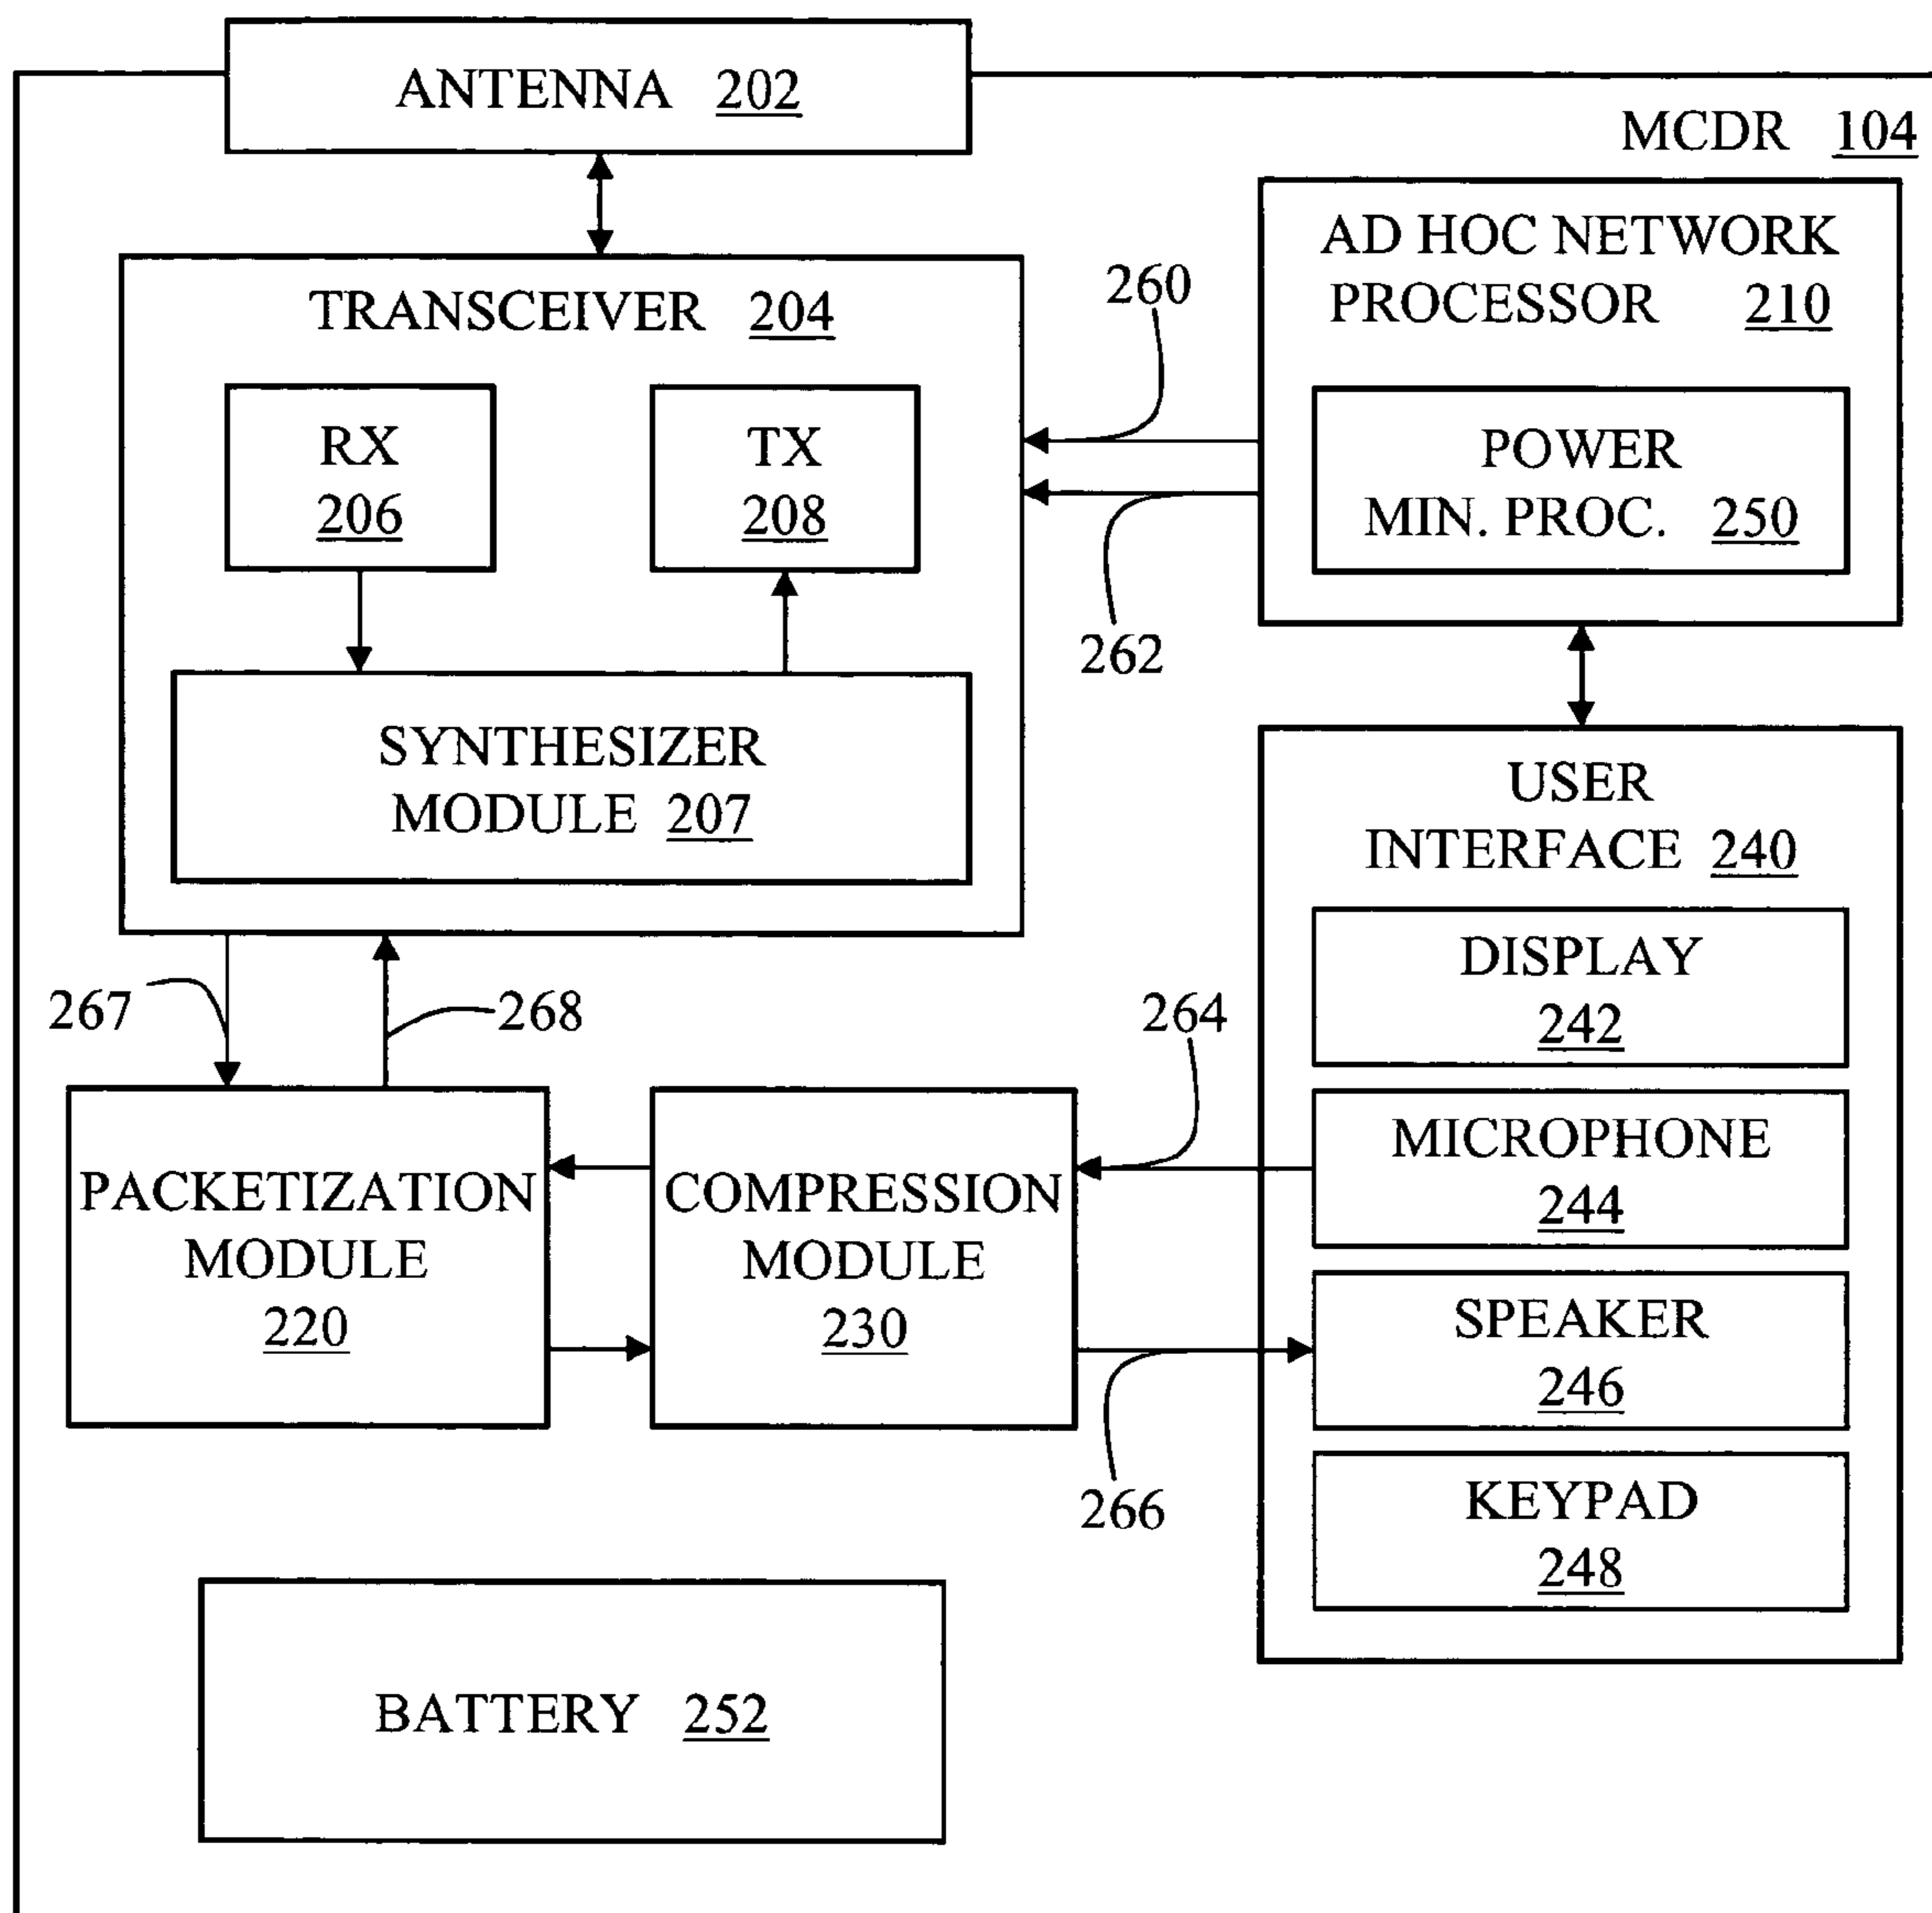 ANTENNA 202
MCDR 104
AD HOC NETWORK
PROCESSOR 210
POWER
MIN. PROC. 250
260
262
TRANSCEIVER 204
RX
206
TX
208
SYNTHESIZER
MODULE 207
USER
INTERFACE 240
DISPLAY
242
MICROPHONE
244
SPEAKER
246
KEYPAD
248
267
268
264
PACKETIZATION
MODULE
220
COMPRESSION
MODULE
230
266
BATTERY 252